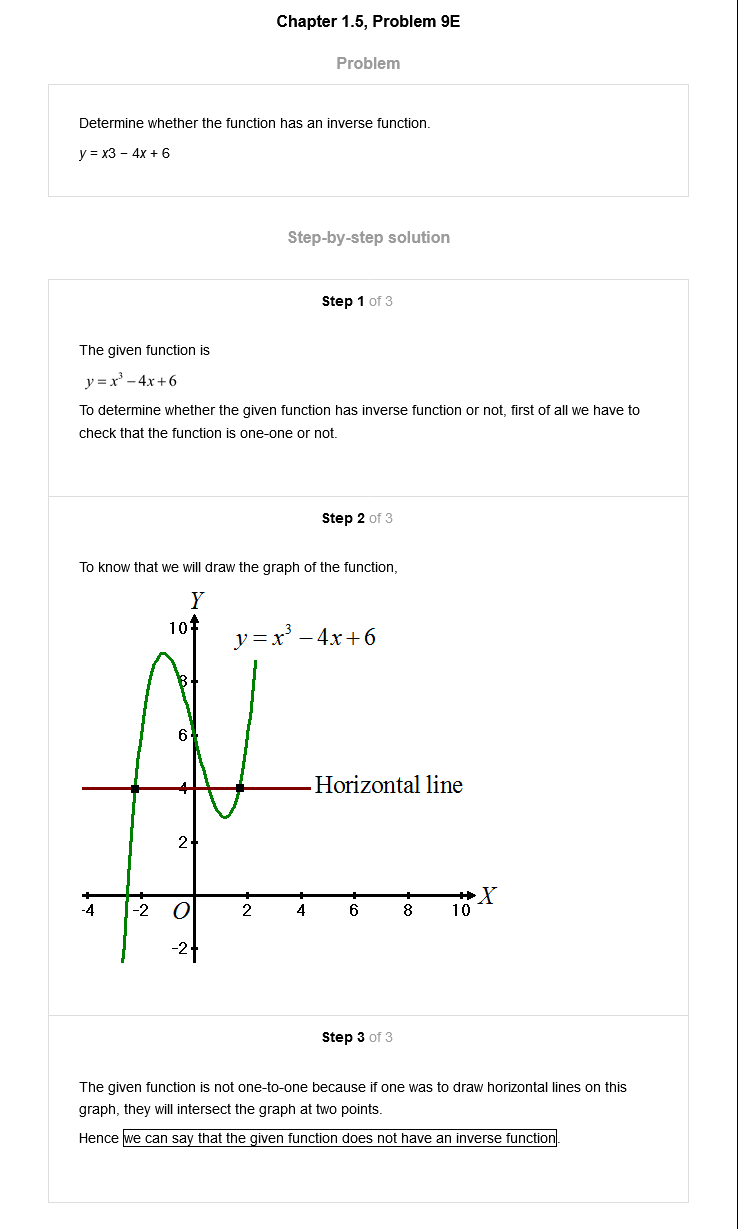 Chapter 1.5, Problem 9E
Problem
Determine whether the function has an inverse function.
y = x3 − 4x + 6
Step-by-step solution
Step 1 of 3
The given function is
y = x³ − 4x + 6
To determine whether the given function has inverse function or not, first of all we have to
check that the function is one-one or not.
Step 2 of 3
To know that we will draw the graph of the function,
Y
10
y = x³ − 4x + 6
8
6
4
Horizontal line
2
X
-4 -2 O 2 4 6 8 10
-2
Step 3 of 3
The given function is not one-to-one because if one was to draw horizontal lines on this
graph, they will intersect the graph at two points.
Hence we can say that the given function does not have an inverse function.